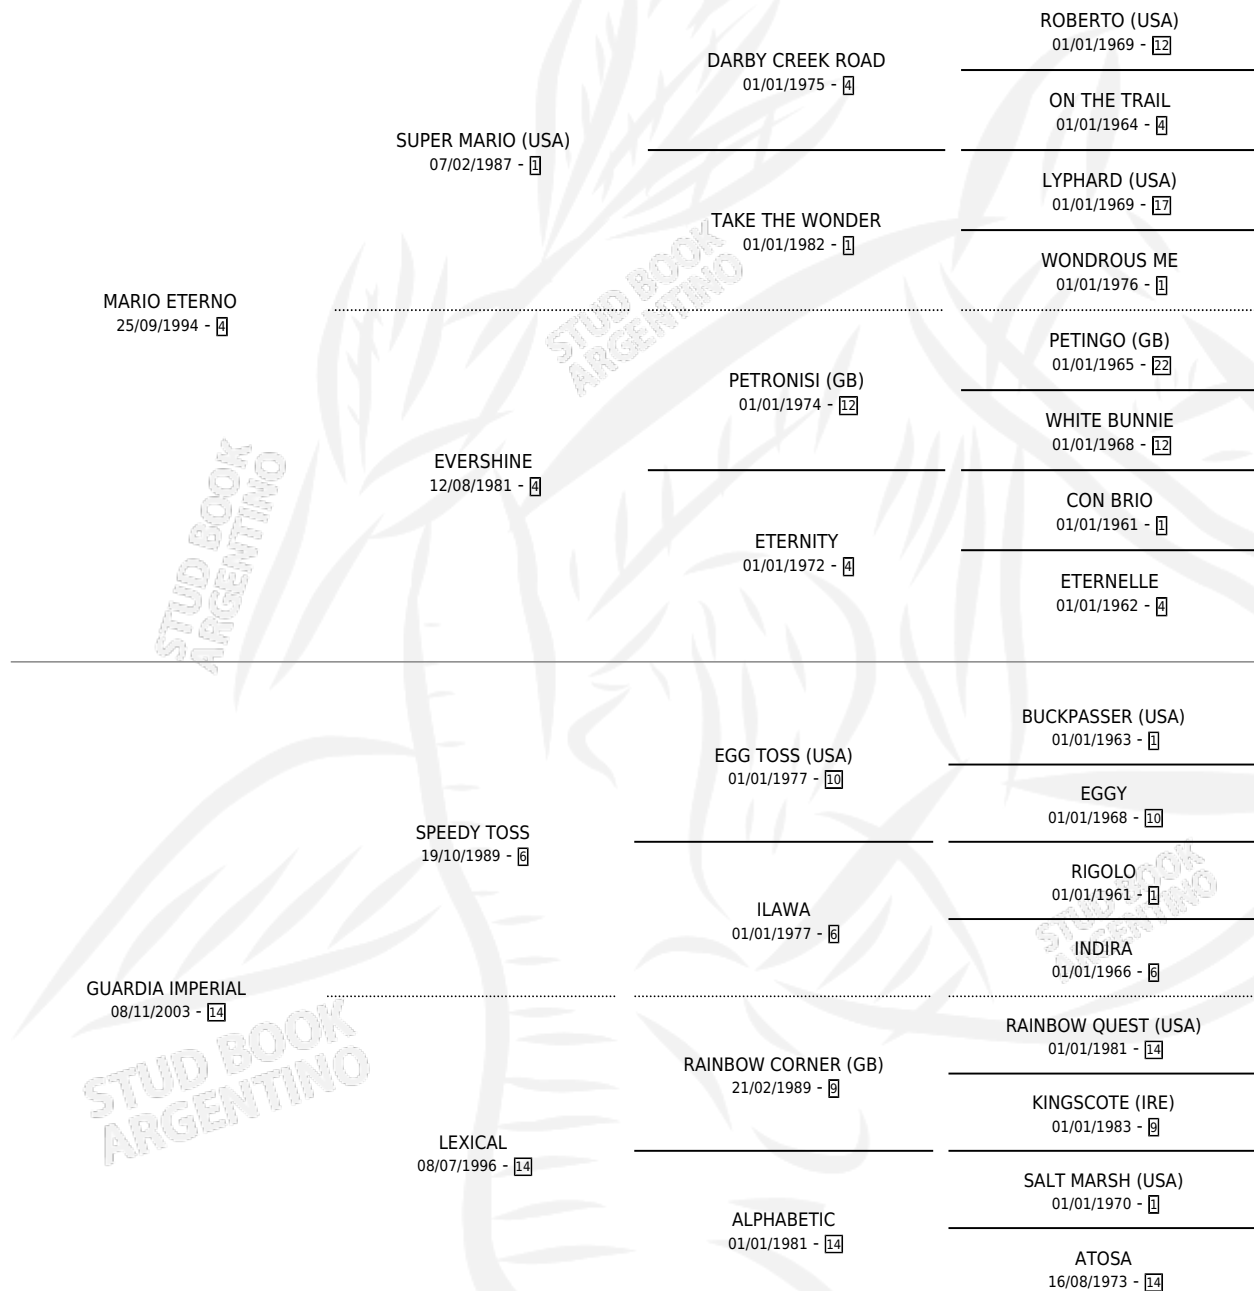 ROBERTO (USA)
01/01/1969 - 12
DARBY CREEK ROAD
01/01/1975 - 4
ON THE TRAIL
01/01/1964 - 4
SUPER MARIO (USA)
07/02/1987 - 1
LYPHARD (USA)
01/01/1969 - 17
TAKE THE WONDER
01/01/1982 - 1
WONDROUS ME
01/01/1976 - 1
MARIO ETERNO
25/09/1994 - 4
PETINGO (GB)
01/01/1965 - 22
PETRONISI (GB)
01/01/1974 - 12
WHITE BUNNIE
01/01/1968 - 12
EVERSHINE
12/08/1981 - 4
CON BRIO
01/01/1961 - 1
ETERNITY
01/01/1972 - 4
ETERNELLE
01/01/1962 - 4
BUCKPASSER (USA)
01/01/1963 - 1
EGG TOSS (USA)
01/01/1977 - 10
EGGY
01/01/1968 - 10
SPEEDY TOSS
19/10/1989 - 6
RIGOLO
01/01/1961 - 1
ILAWA
01/01/1977 - 6
INDIRA
01/01/1966 - 6
GUARDIA IMPERIAL
08/11/2003 - 14
RAINBOW QUEST (USA)
01/01/1981 - 14
RAINBOW CORNER (GB)
21/02/1989 - 9
KINGSCOTE (IRE)
01/01/1983 - 9
LEXICAL
08/07/1996 - 14
SALT MARSH (USA)
01/01/1970 - 1
ALPHABETIC
01/01/1981 - 14
ATOSA
16/08/1973 - 14
STUD BOOK
ARGENTINO
STUD BOOK
ARGENTINO
STUD BOOK
ARGENTINO
STUD BOOK
ARGENTINO